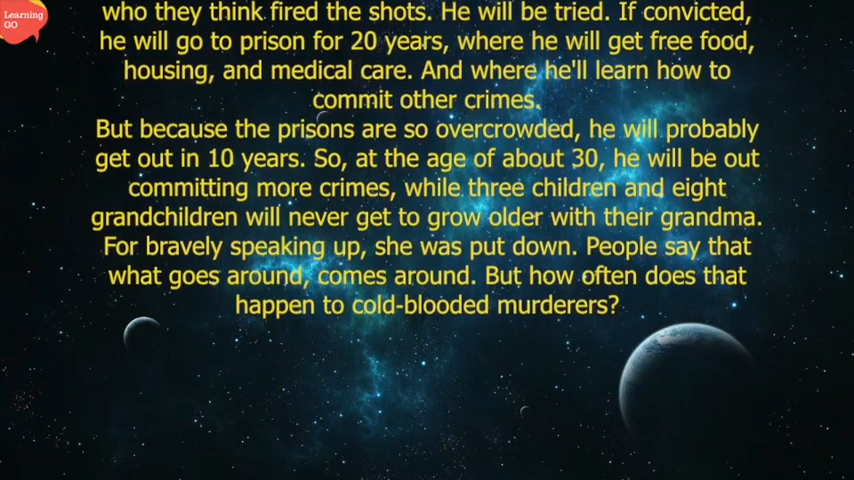 Learning
GO
who they think fired the shots. He will be tried. If convicted,
he will go to prison for 20 years, where he will get free food,
housing, and medical care. And where he'll learn how to
commit other crimes.
But because the prisons are so overcrowded, he will probably
get out in 10 years. So, at the age of about 30, he will be out
committing more crimes, while three children and eight
grandchildren will never get to grow older with their grandma.
For bravely speaking up, she was put down. People say that
what goes around, comes around. But how often does that
happen to cold-blooded murderers?